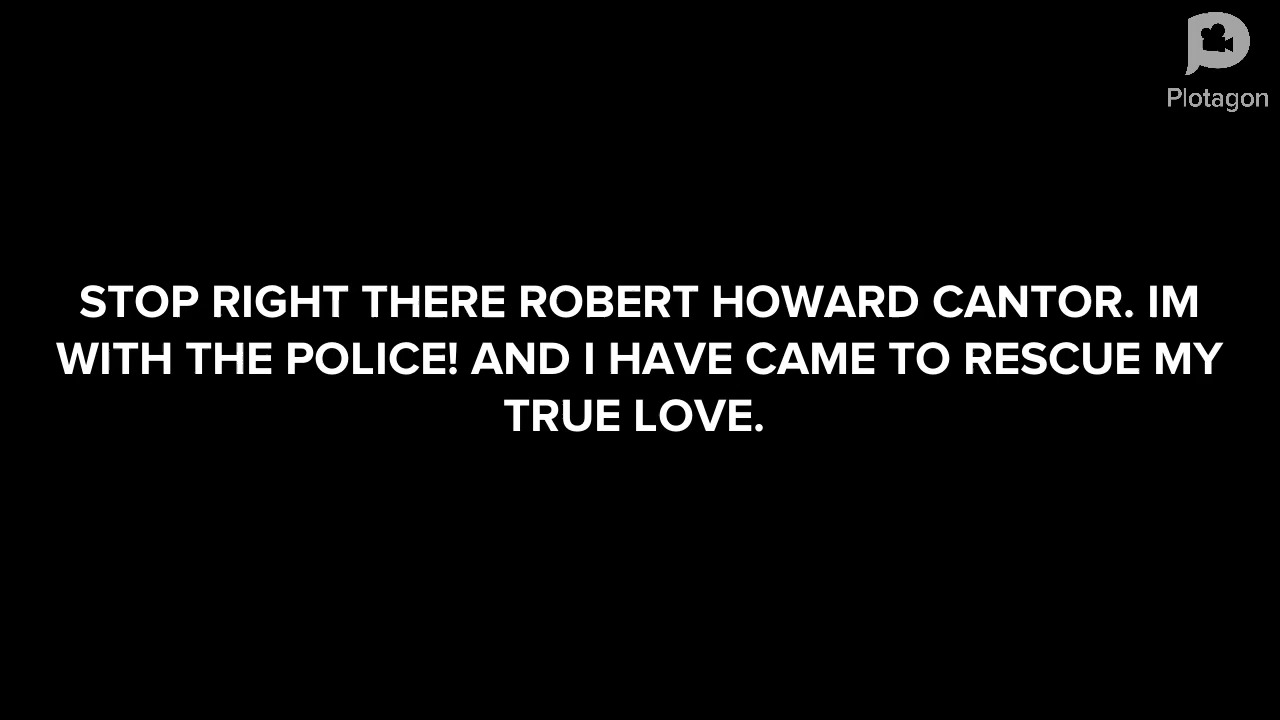 Plotagon
STOP RIGHT THERE ROBERT HOWARD CANTOR. IM
WITH THE POLICE! AND I HAVE CAME TO RESCUE MY
TRUE LOVE.